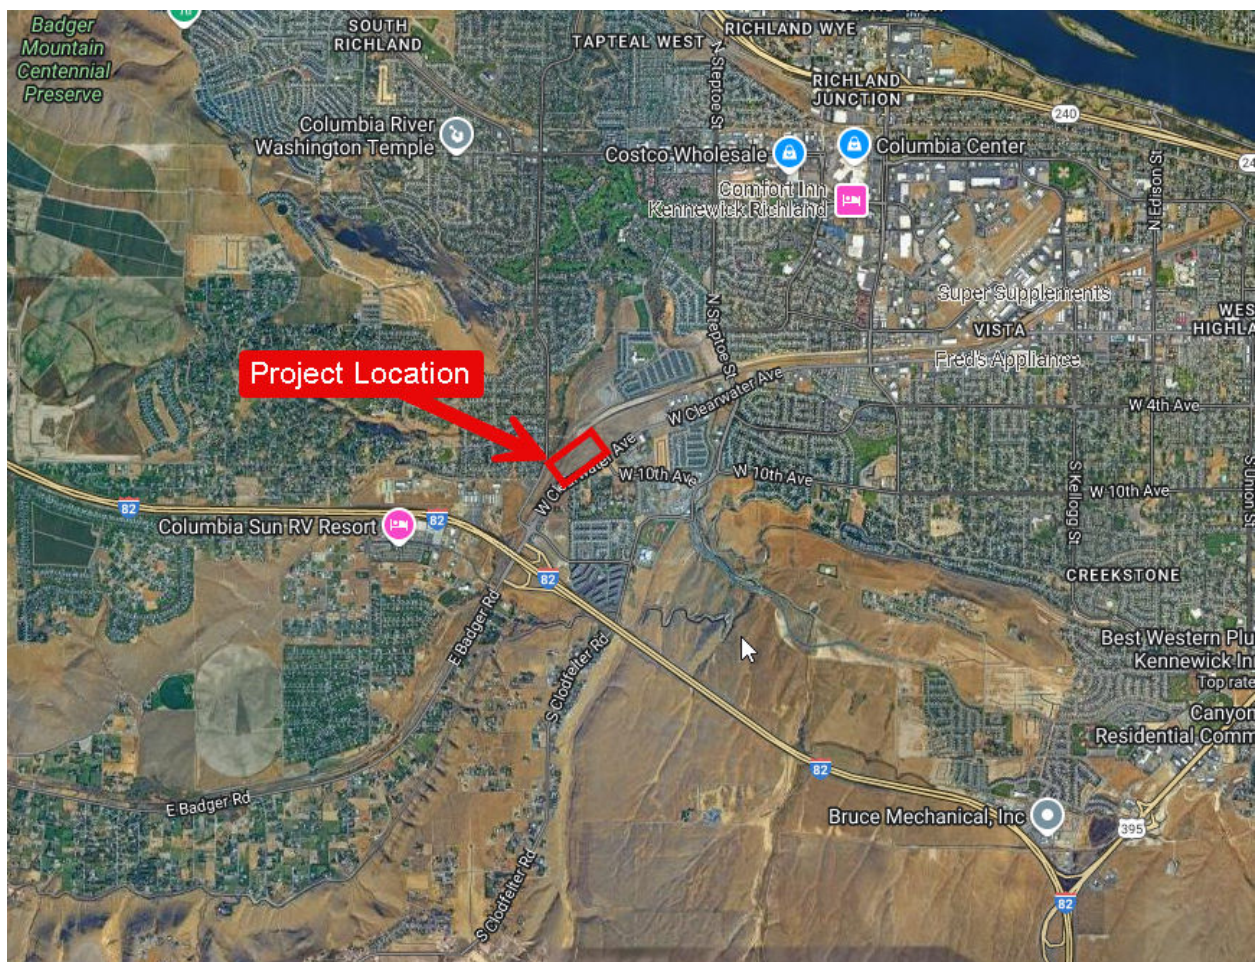 Badger
Mountain
Centennial
Preserve
SOUTH
RICHLAND
TAPTEAL WEST
RICHLAND WYE
N Steptoe St
RICHLAND
JUNCTION
240
Columbia River
Washington Temple
Costco Wholesale
Columbia Center
24
Comfort Inn
Kennewick Richland
N Edison St
Super Supplements
N Steptoe St
VISTA
WES
HIGHLA
Fred's Appliance
Project Location
W Clearwater Ave
W 4th Ave
W Clearwater Ave
W 10th Ave
W 10th Ave
W 10th Ave
S Kellogg St
S Union St
82
Columbia Sun RV Resort
82
82
CREEKSTONE
E Badger Rd
S Clodfelter Rd
Best Western Plu
Kennewick In
Top rate
Canyon
Residential Comm
82
E Badger Rd
Bruce Mechanical, Inc
395
S Clodfelter Rd
82